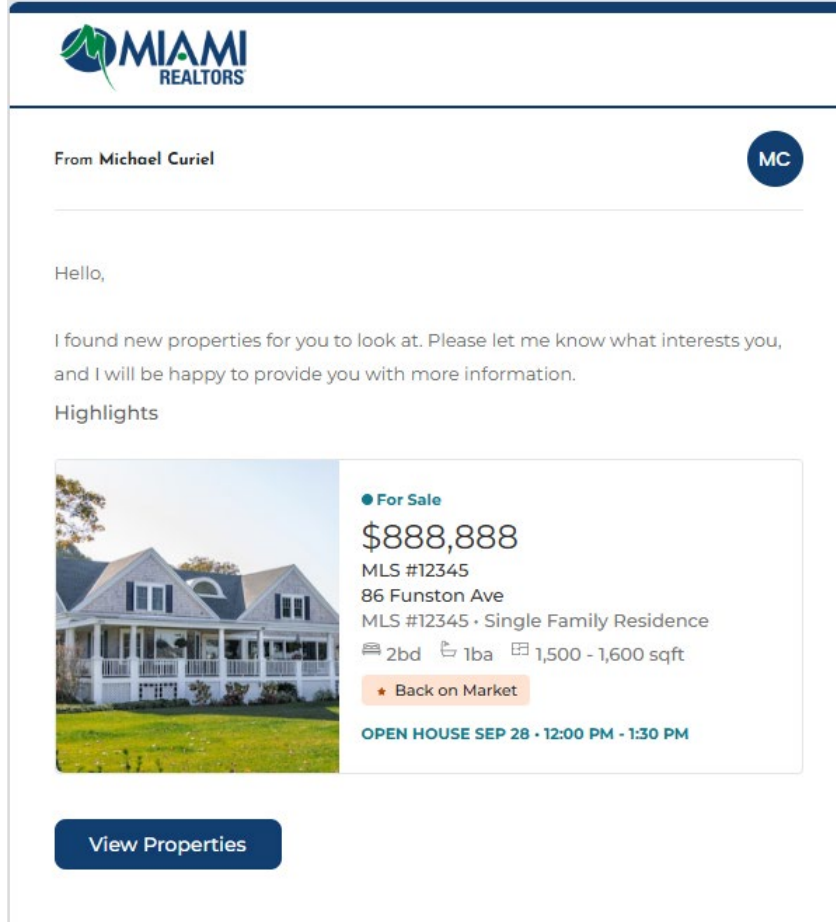 MIAMI
REALTORS
From Michael Curiel
MC
Hello,
I found new properties for you to look at. Please let me know what interests you,
and I will be happy to provide you with more information.
Highlights
For Sale
$888,888
MLS #12345
86 Funston Ave
MLS #12345 · Single Family Residence
2bd 1ba 1,500 - 1,600 sqft
Back on Market
OPEN HOUSE SEP 28 · 12:00 PM - 1:30 PM
View Properties